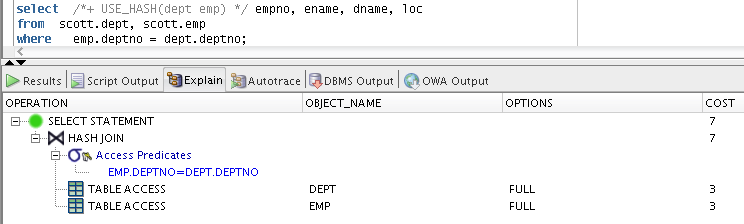 select /*+ USE_HASH(dept emp) */ empno, ename, dname, loc
from scott.dept, scott.emp
where emp.deptno = dept.deptno;
Results Script Output Explain Autotrace DBMS Output OWA Output
OPERATION OBJECT_NAME OPTIONS COST
SELECT STATEMENT 7
HASH JOIN 7
Access Predicates
EMP.DEPTNO=DEPT.DEPTNO
TABLE ACCESS DEPT FULL 3
TABLE ACCESS EMP FULL 3